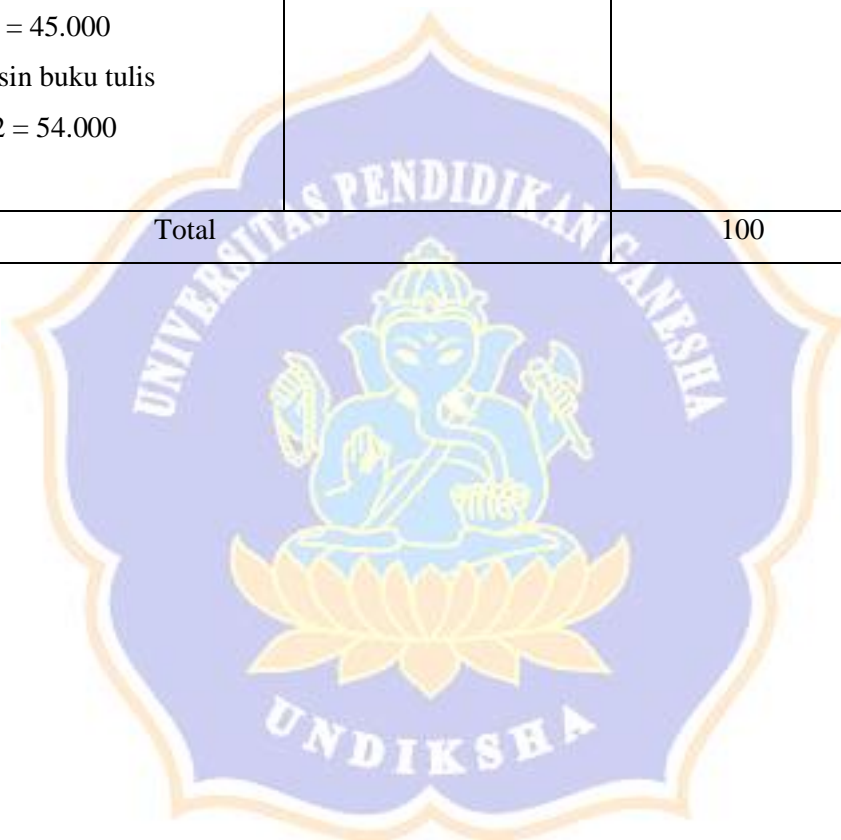 = 45.000
sin buku tulis
2 = 54.000
Total 100
UNIVERSITAS PENDIDIKAN GANESHA
UNDIKSHA